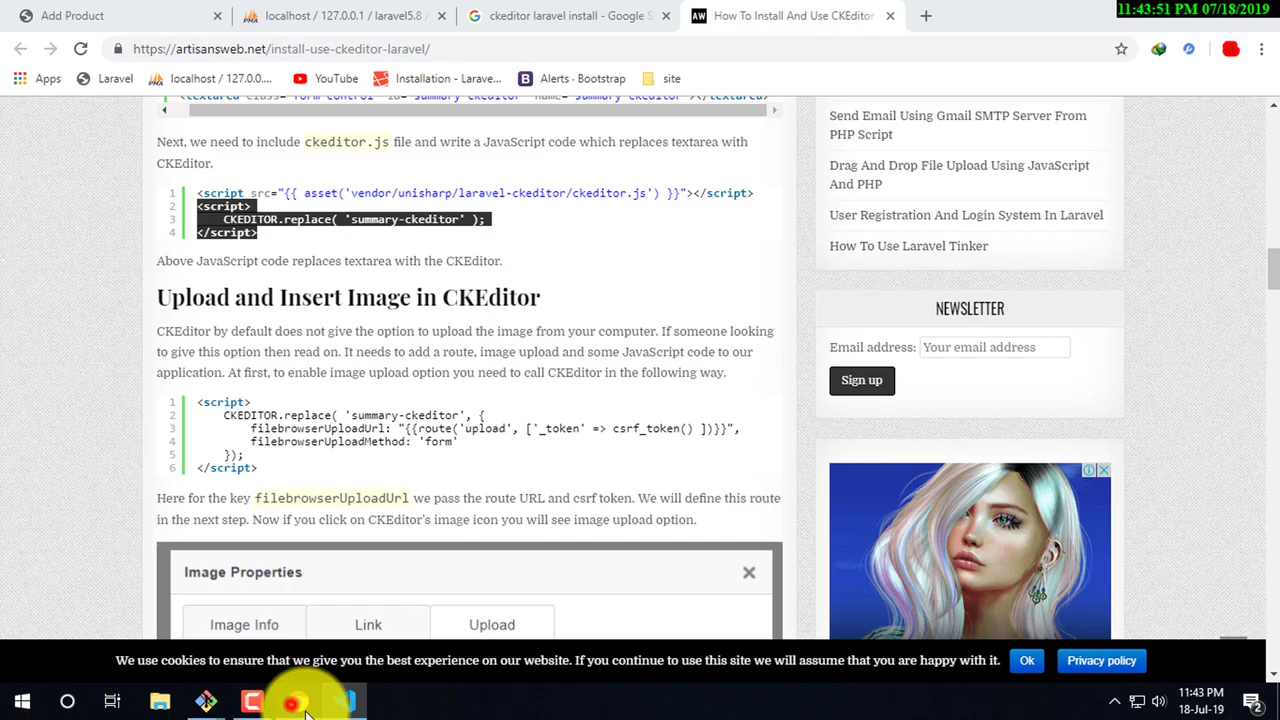 Add Product
localhost / 127.0.0.1 / laravel5.8
ckeditor laravel install - Google S
How To Install And Use CKEditor
11:43:51 PM 07/18/2019
https://artisansweb.net/install-use-ckeditor-laravel/
Apps
Laravel
localhost / 127.0.0....
YouTube
Installation - Larave...
Alerts · Bootstrap
site
Next, we need to include ckeditor.js file and write a JavaScript code which replaces textarea with
CKEditor.
1 <script src="{{ asset('vendor/unisharp/laravel-ckeditor/ckeditor.js') }}"></script>
2 <script>
3 CKEDITOR.replace( 'summary-ckeditor' );
4 </script>
Above JavaScript code replaces textarea with the CKEditor.
Upload and Insert Image in CKEditor
CKEditor by default does not give the option to upload the image from your computer. If someone looking
to give this option then read on. It needs to add a route, image upload and some JavaScript code to our
application. At first, to enable image upload option you need to call CKEditor in the following way.
1 <script>
2 CKEDITOR.replace( 'summary-ckeditor', {
3 filebrowserUploadUrl: "{{route('upload', ['_token' => csrf_token() ])}}",
4 filebrowserUploadMethod: 'form'
5 });
6 </script>
Here for the key filebrowserUploadUrl we pass the route URL and csrf token. We will define this route
in the next step. Now if you click on CKEditor’s image icon you will see image upload option.
Image Properties
Image Info
Link
Upload
Send Email Using Gmail SMTP Server From
PHP Script
Drag And Drop File Upload Using JavaScript
And PHP
User Registration And Login System In Laravel
How To Use Laravel Tinker
NEWSLETTER
Email address: Your email address
Sign up
We use cookies to ensure that we give you the best experience on our website. If you continue to use this site we will assume that you are happy with it.
Ok
Privacy policy
11:43 PM
18-Jul-19
2